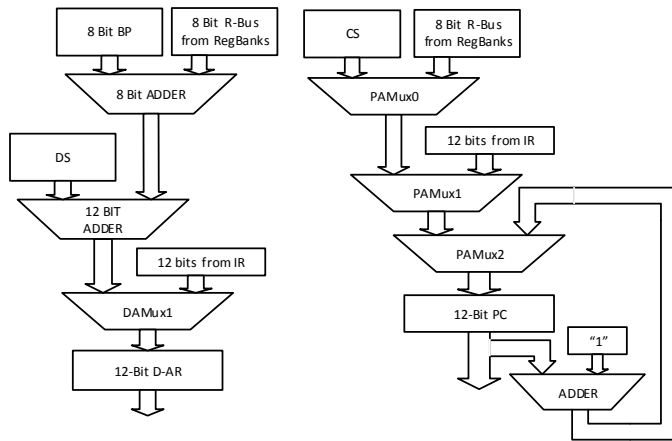 8 Bit BP
8 Bit R-Bus
from RegBanks
8 Bit ADDER
DS
12 BIT
ADDER
12 bits from IR
DAMux1
12-Bit D-AR
CS
8 Bit R-Bus
from RegBanks
PAMux0
12 bits from IR
PAMux1
PAMux2
12-Bit PC
“1”
ADDER